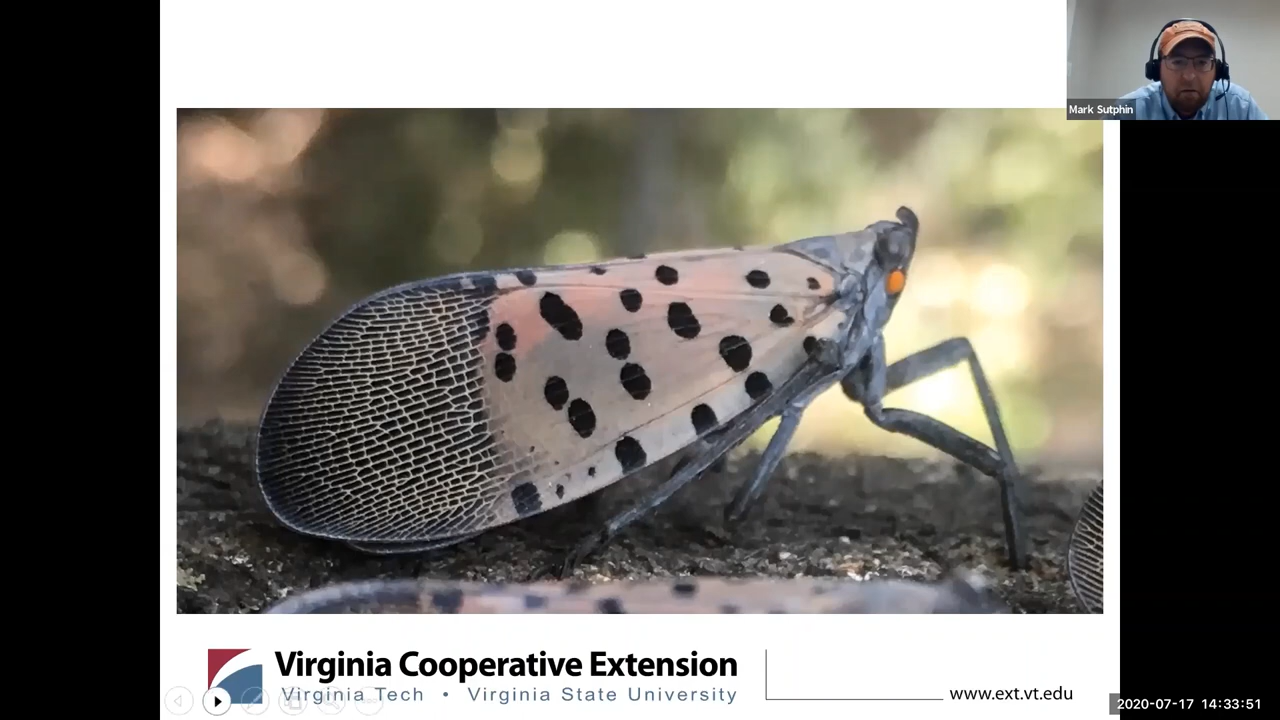 Mark Sutphin
Virginia Cooperative Extension
Virginia Tech • Virginia State University
www.ext.vt.edu
2020-07-17 14:33:51